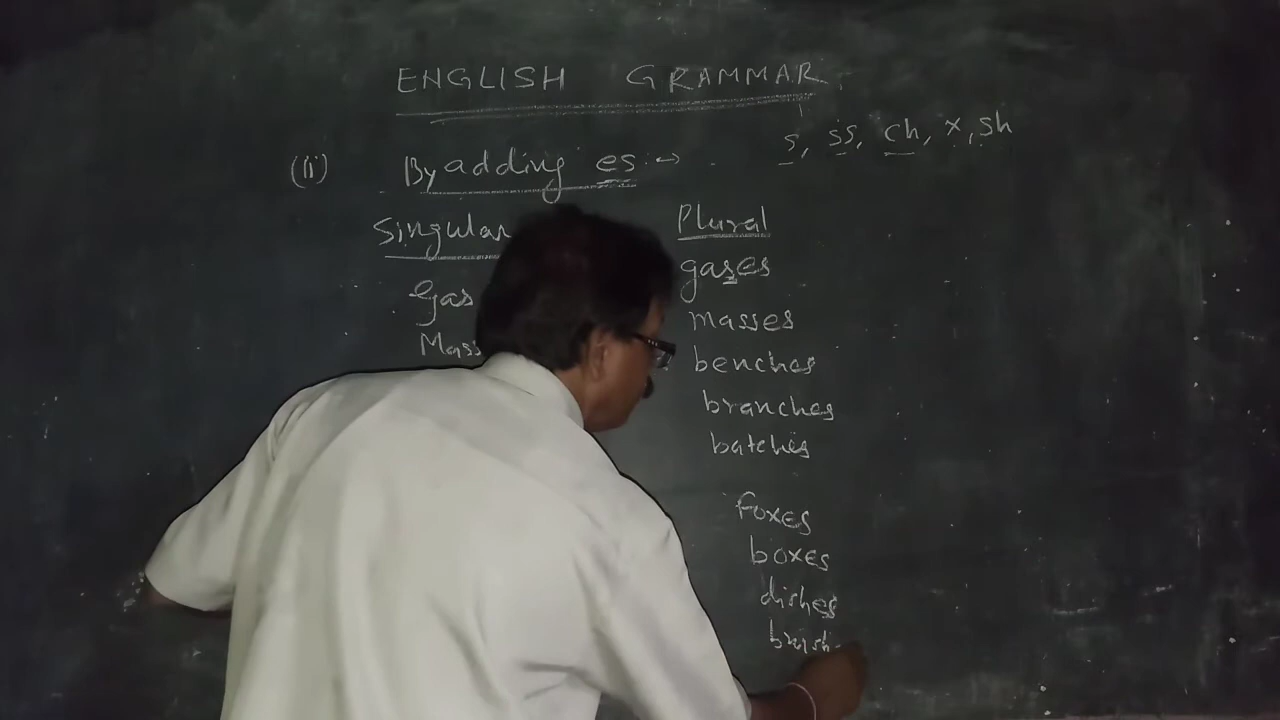 ENGLISH GRAMMAR
s, ss, ch, x, sh
(ii) By adding es :→
Singular Plural
Gas gases
Mass masses
benches
branches
batches
foxes
boxes
dishes
brush